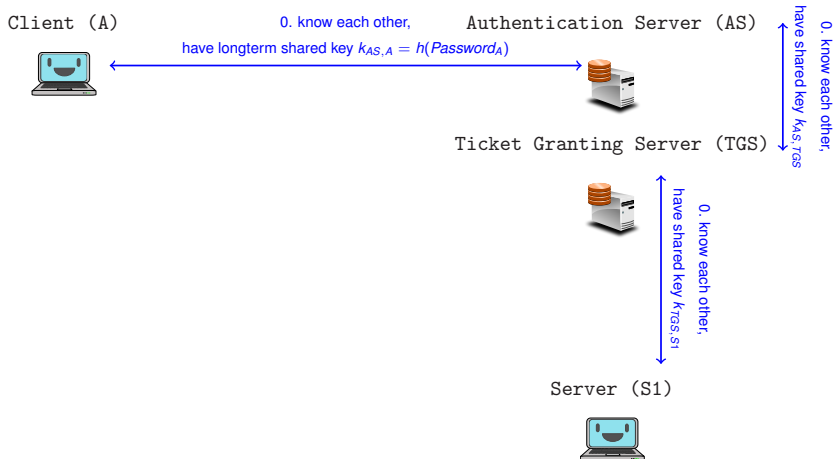 Client (A)
0. know each other,
have longterm shared key k_{AS,A} = h(Password_A)
Authentication Server (AS)
0. know each other,
have shared key k_{AS,TGS}
Ticket Granting Server (TGS)
0. know each other,
have shared key k_{TGS,S1}
Server (S1)